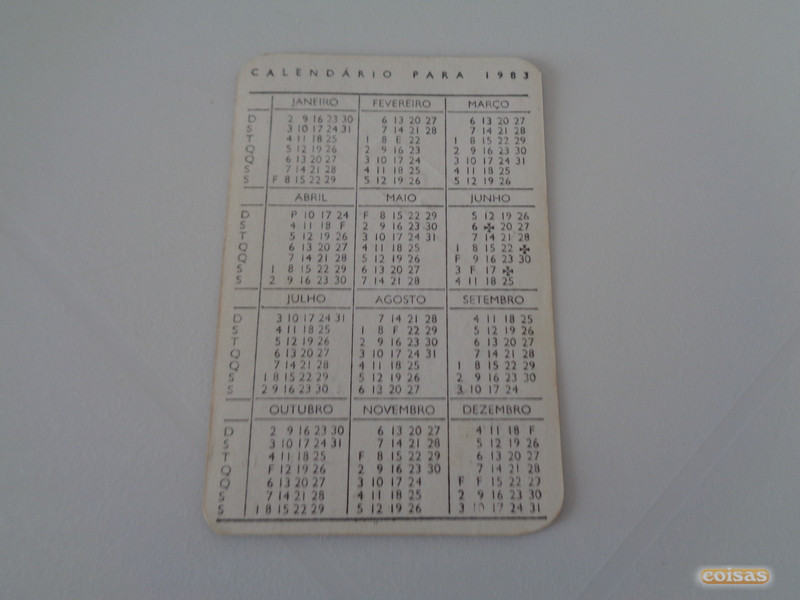 CALENDÁRIO PARA 1983
JANEIRO FEVEREIRO MARÇO
D 2 9 16 23 30 6 13 20 27 6 13 20 27
S 3 10 17 24 31 7 14 21 28 7 14 21 28
T 4 11 18 25 1 8 E 22 1 8 15 22 29
Q 5 12 19 26 2 9 16 23 2 9 16 23 30
Q 6 13 20 27 3 10 17 24 3 10 17 24 31
S 7 14 21 28 4 11 18 25 4 11 18 25
S F 8 15 22 29 5 12 19 26 5 12 19 26
ABRIL MAIO JUNHO
D P 10 17 24 F 8 15 22 29 5 12 19 26
S 4 11 18 F 2 9 16 23 30 6 ✠ 20 27
T 5 12 19 26 3 10 17 24 31 7 14 21 28
Q 6 13 20 27 4 11 18 25 1 8 15 22 ✠
Q 7 14 21 28 5 12 19 26 F 9 16 23 30
S 1 8 15 22 29 6 13 20 27 3 F 17 ✠
S 2 9 16 23 30 7 14 21 28 4 11 18 25
JULHO AGOSTO SETEMBRO
D 3 10 17 24 31 7 14 21 28 4 11 18 25
S 4 11 18 25 1 8 F 22 29 5 12 19 26
T 5 12 19 26 2 9 16 23 30 6 13 20 27
Q 6 13 20 27 3 10 17 24 31 7 14 21 28
Q 7 14 21 28 4 11 18 25 1 8 15 22 29
S 1 8 15 22 29 5 12 19 26 2 9 16 23 30
S 2 9 16 23 30 6 13 20 27 3 10 17 24
OUTUBRO NOVEMBRO DEZEMBRO
D 2 9 16 23 30 6 13 20 27 4 11 18 F
S 3 10 17 24 31 7 14 21 28 5 12 19 26
T 4 11 18 25 F 8 15 22 29 6 13 20 27
Q F 12 19 26 2 9 16 23 30 7 14 21 28
Q 6 13 20 27 3 10 17 24 F F 15 22 29
S 7 14 21 28 4 11 18 25 2 9 16 23 30
S 1 8 15 22 29 5 12 19 26 3 10 17 24 31
coisas